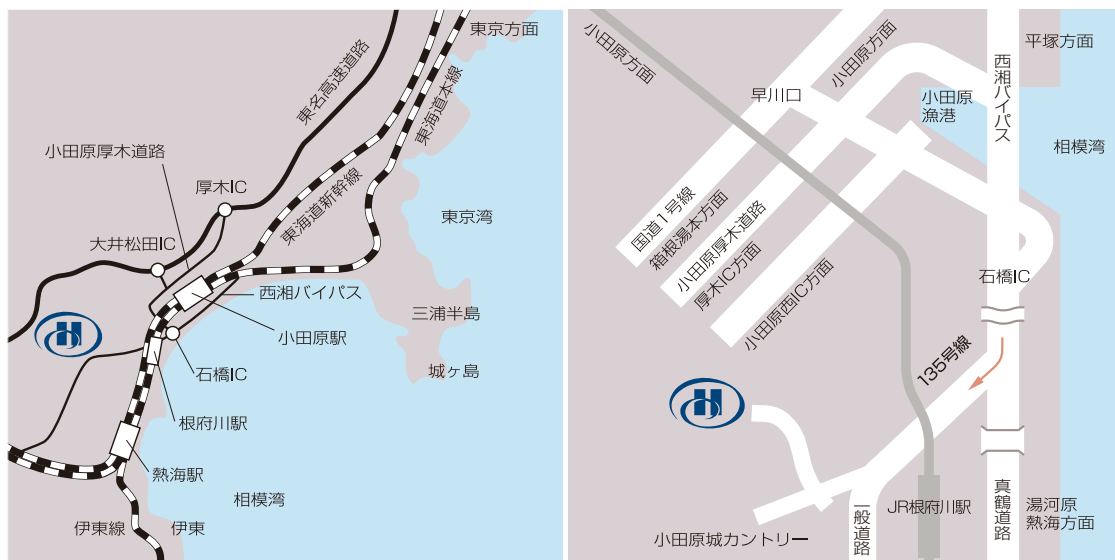 東京方面
東名高速道路
東海道本線
小田原厚木道路
厚木IC
東海道新幹線
大井松田IC
東京湾
西湘バイパス
三浦半島
小田原駅
城ヶ島
石橋IC
根府川駅
熱海駅
相模湾
伊東線
伊東
小田原方面
小田原方面
平塚方面
西湘バイパス
早川口
小田原
漁港
相模湾
国道1号線
箱根湯本方面
小田原厚木道路
厚木IC方面
小田原西IC方面
石橋IC
135号線
JR根府川駅
一般道路
真鶴道路
湯河原
熱海方面
小田原城カントリー